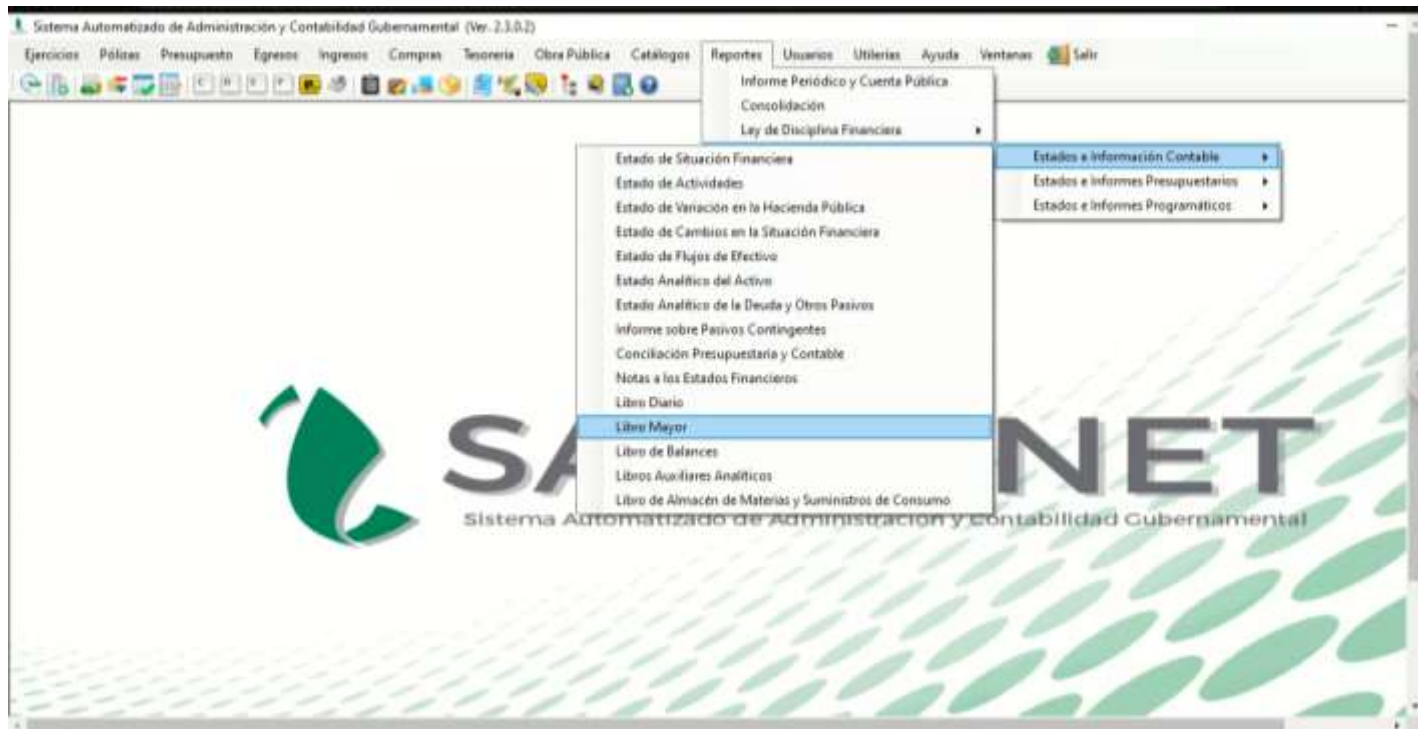 Sistema Automatizado de Administración y Contabilidad Gubernamental (Ver. 2.3.0.2)
Ejercicios Pólizas Presupuesto Egresos Ingresos Compras Tesorería Obra Pública Catálogos Reportes Usuarios Utilerías Ayuda Ventanas Salir
Informe Periódico y Cuenta Pública
Consolidación
Ley de Disciplina Financiera
Estados e Información Contable
Estados e Informes Presupuestarios
Estados e Informes Programáticos
Estado de Situación Financiera
Estado de Actividades
Estado de Variación en la Hacienda Pública
Estado de Cambios en la Situación Financiera
Estado de Flujos de Efectivo
Estado Analítico del Activo
Estado Analítico de la Deuda y Otros Pasivos
Informe sobre Pasivos Contingentes
Conciliación Presupuestaria y Contable
Notas a los Estados Financieros
Libro Diario
Libro Mayor
Libro de Balances
Libros Auxiliares Analíticos
Libro de Almacén de Materias y Suministros de Consumo
SA NET
Sistema Automatizado de Administración y Contabilidad Gubernamental